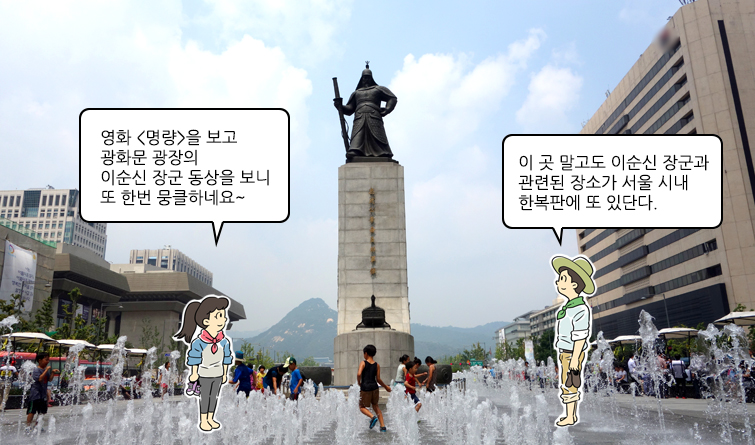 영화 <명량>을 보고
광화문 광장의
이순신 장군 동상을 보니
또 한번 뭉클하네요~
이 곳 말고도 이순신 장군과
관련된 장소가 서울 시내
한복판에 또 있단다.